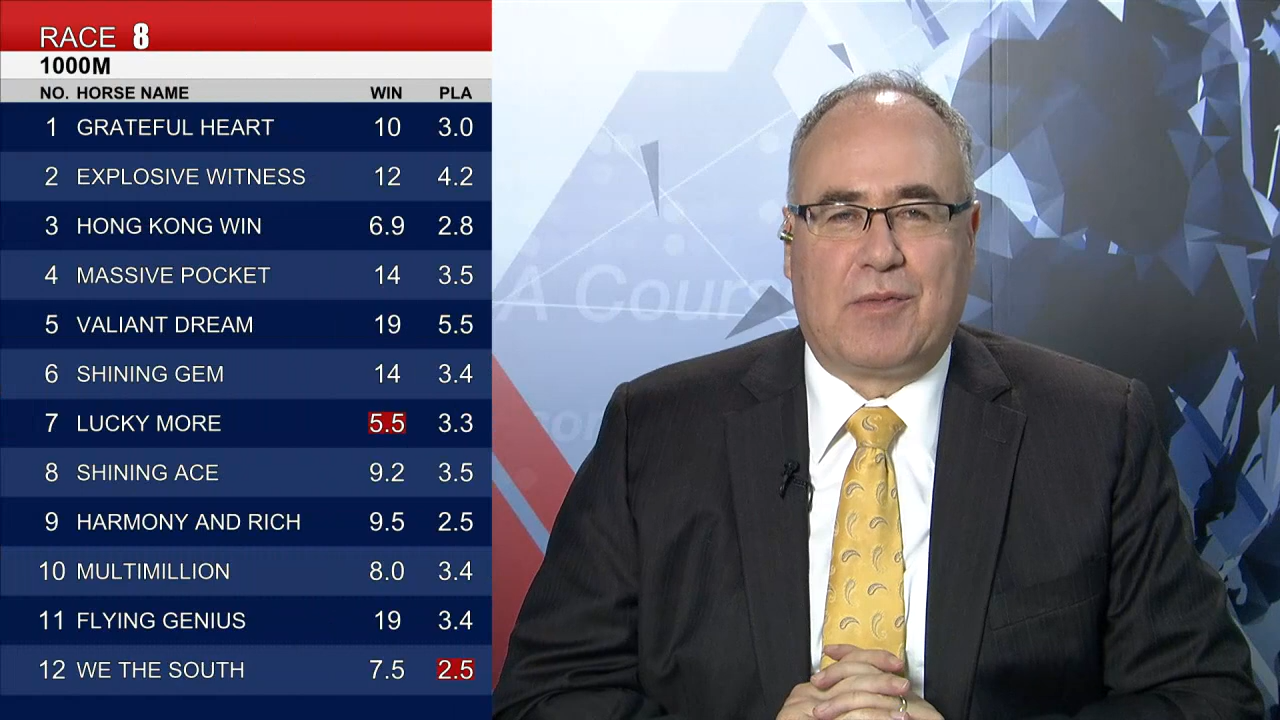 RACE 8
1000M
NO. HORSE NAME WIN PLA
1 GRATEFUL HEART 10 3.0
2 EXPLOSIVE WITNESS 12 4.2
3 HONG KONG WIN 6.9 2.8
4 MASSIVE POCKET 14 3.5
5 VALIANT DREAM 19 5.5
6 SHINING GEM 14 3.4
7 LUCKY MORE 5.5 3.3
8 SHINING ACE 9.2 3.5
9 HARMONY AND RICH 9.5 2.5
10 MULTIMILLION 8.0 3.4
11 FLYING GENIUS 19 3.4
12 WE THE SOUTH 7.5 2.5
A Cours